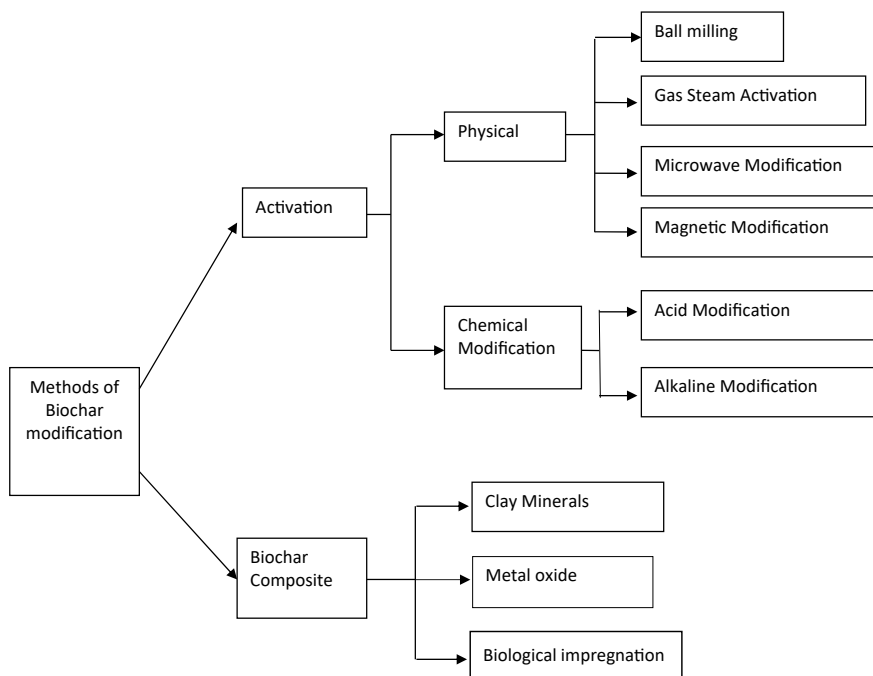 Ball milling
Gas Steam Activation
Physical
Microwave Modification
Activation
Magnetic Modification
Chemical
Modification
Acid Modification
Alkaline Modification
Methods of
Biochar
modification
Clay Minerals
Biochar
Composite
Metal oxide
Biological impregnation